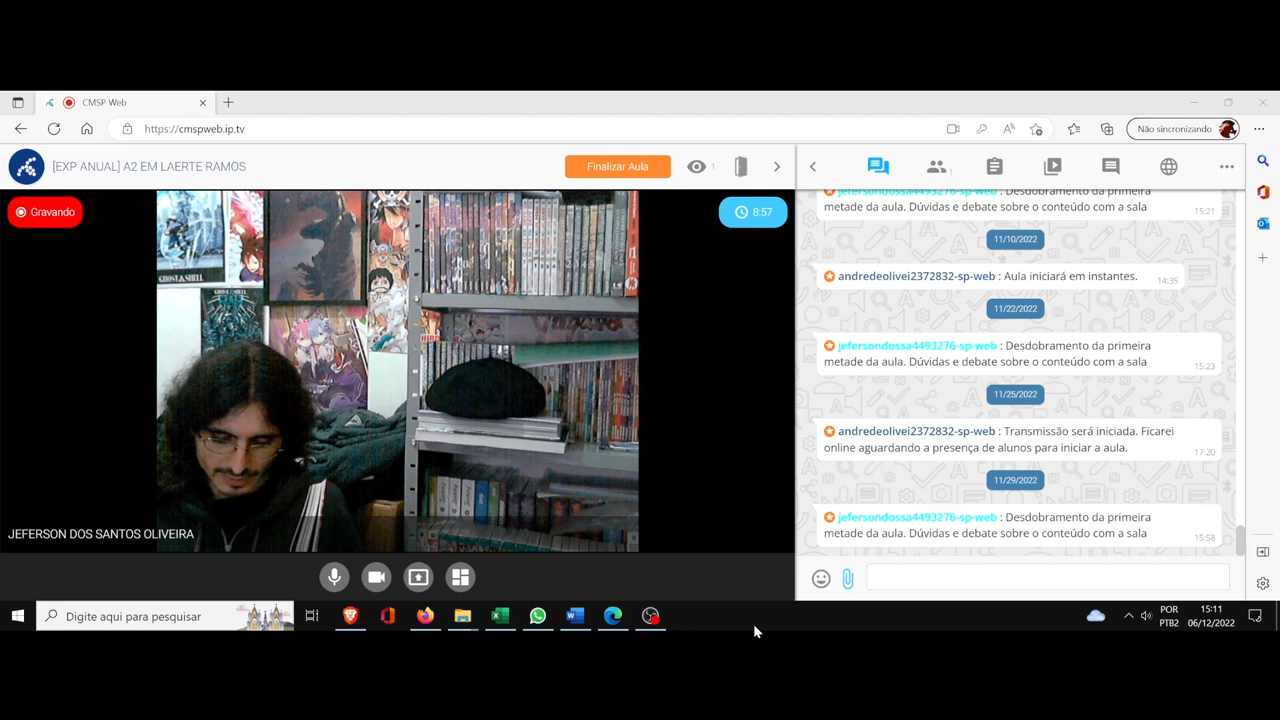 CMSP Web
https://cmspweb.ip.tv
Não sincronizando
[EXP ANUAL] A2 EM LAERTE RAMOS
Finalizar Aula
1
Gravando
8:57
GHOST & SHELL
JEFERSON DOS SANTOS OLIVEIRA
jefersondossa4493276-sp-web : Desdobramento da primeira
metade da aula. Dúvidas e debate sobre o conteúdo com a sala
15:21
11/10/2022
andredeolivei2372832-sp-web : Aula iniciará em instantes.
14:35
11/22/2022
jefersondossa4493276-sp-web : Desdobramento da primeira
metade da aula. Dúvidas e debate sobre o conteúdo com a sala
15:23
11/25/2022
andredeolivei2372832-sp-web : Transmissão será iniciada. Ficarei
online aguardando a presença de alunos para iniciar a aula.
17:20
11/29/2022
jefersondossa4493276-sp-web : Desdobramento da primeira
metade da aula. Dúvidas e debate sobre o conteúdo com a sala
15:58
Digite aqui para pesquisar
POR
PTB2
15:11
06/12/2022